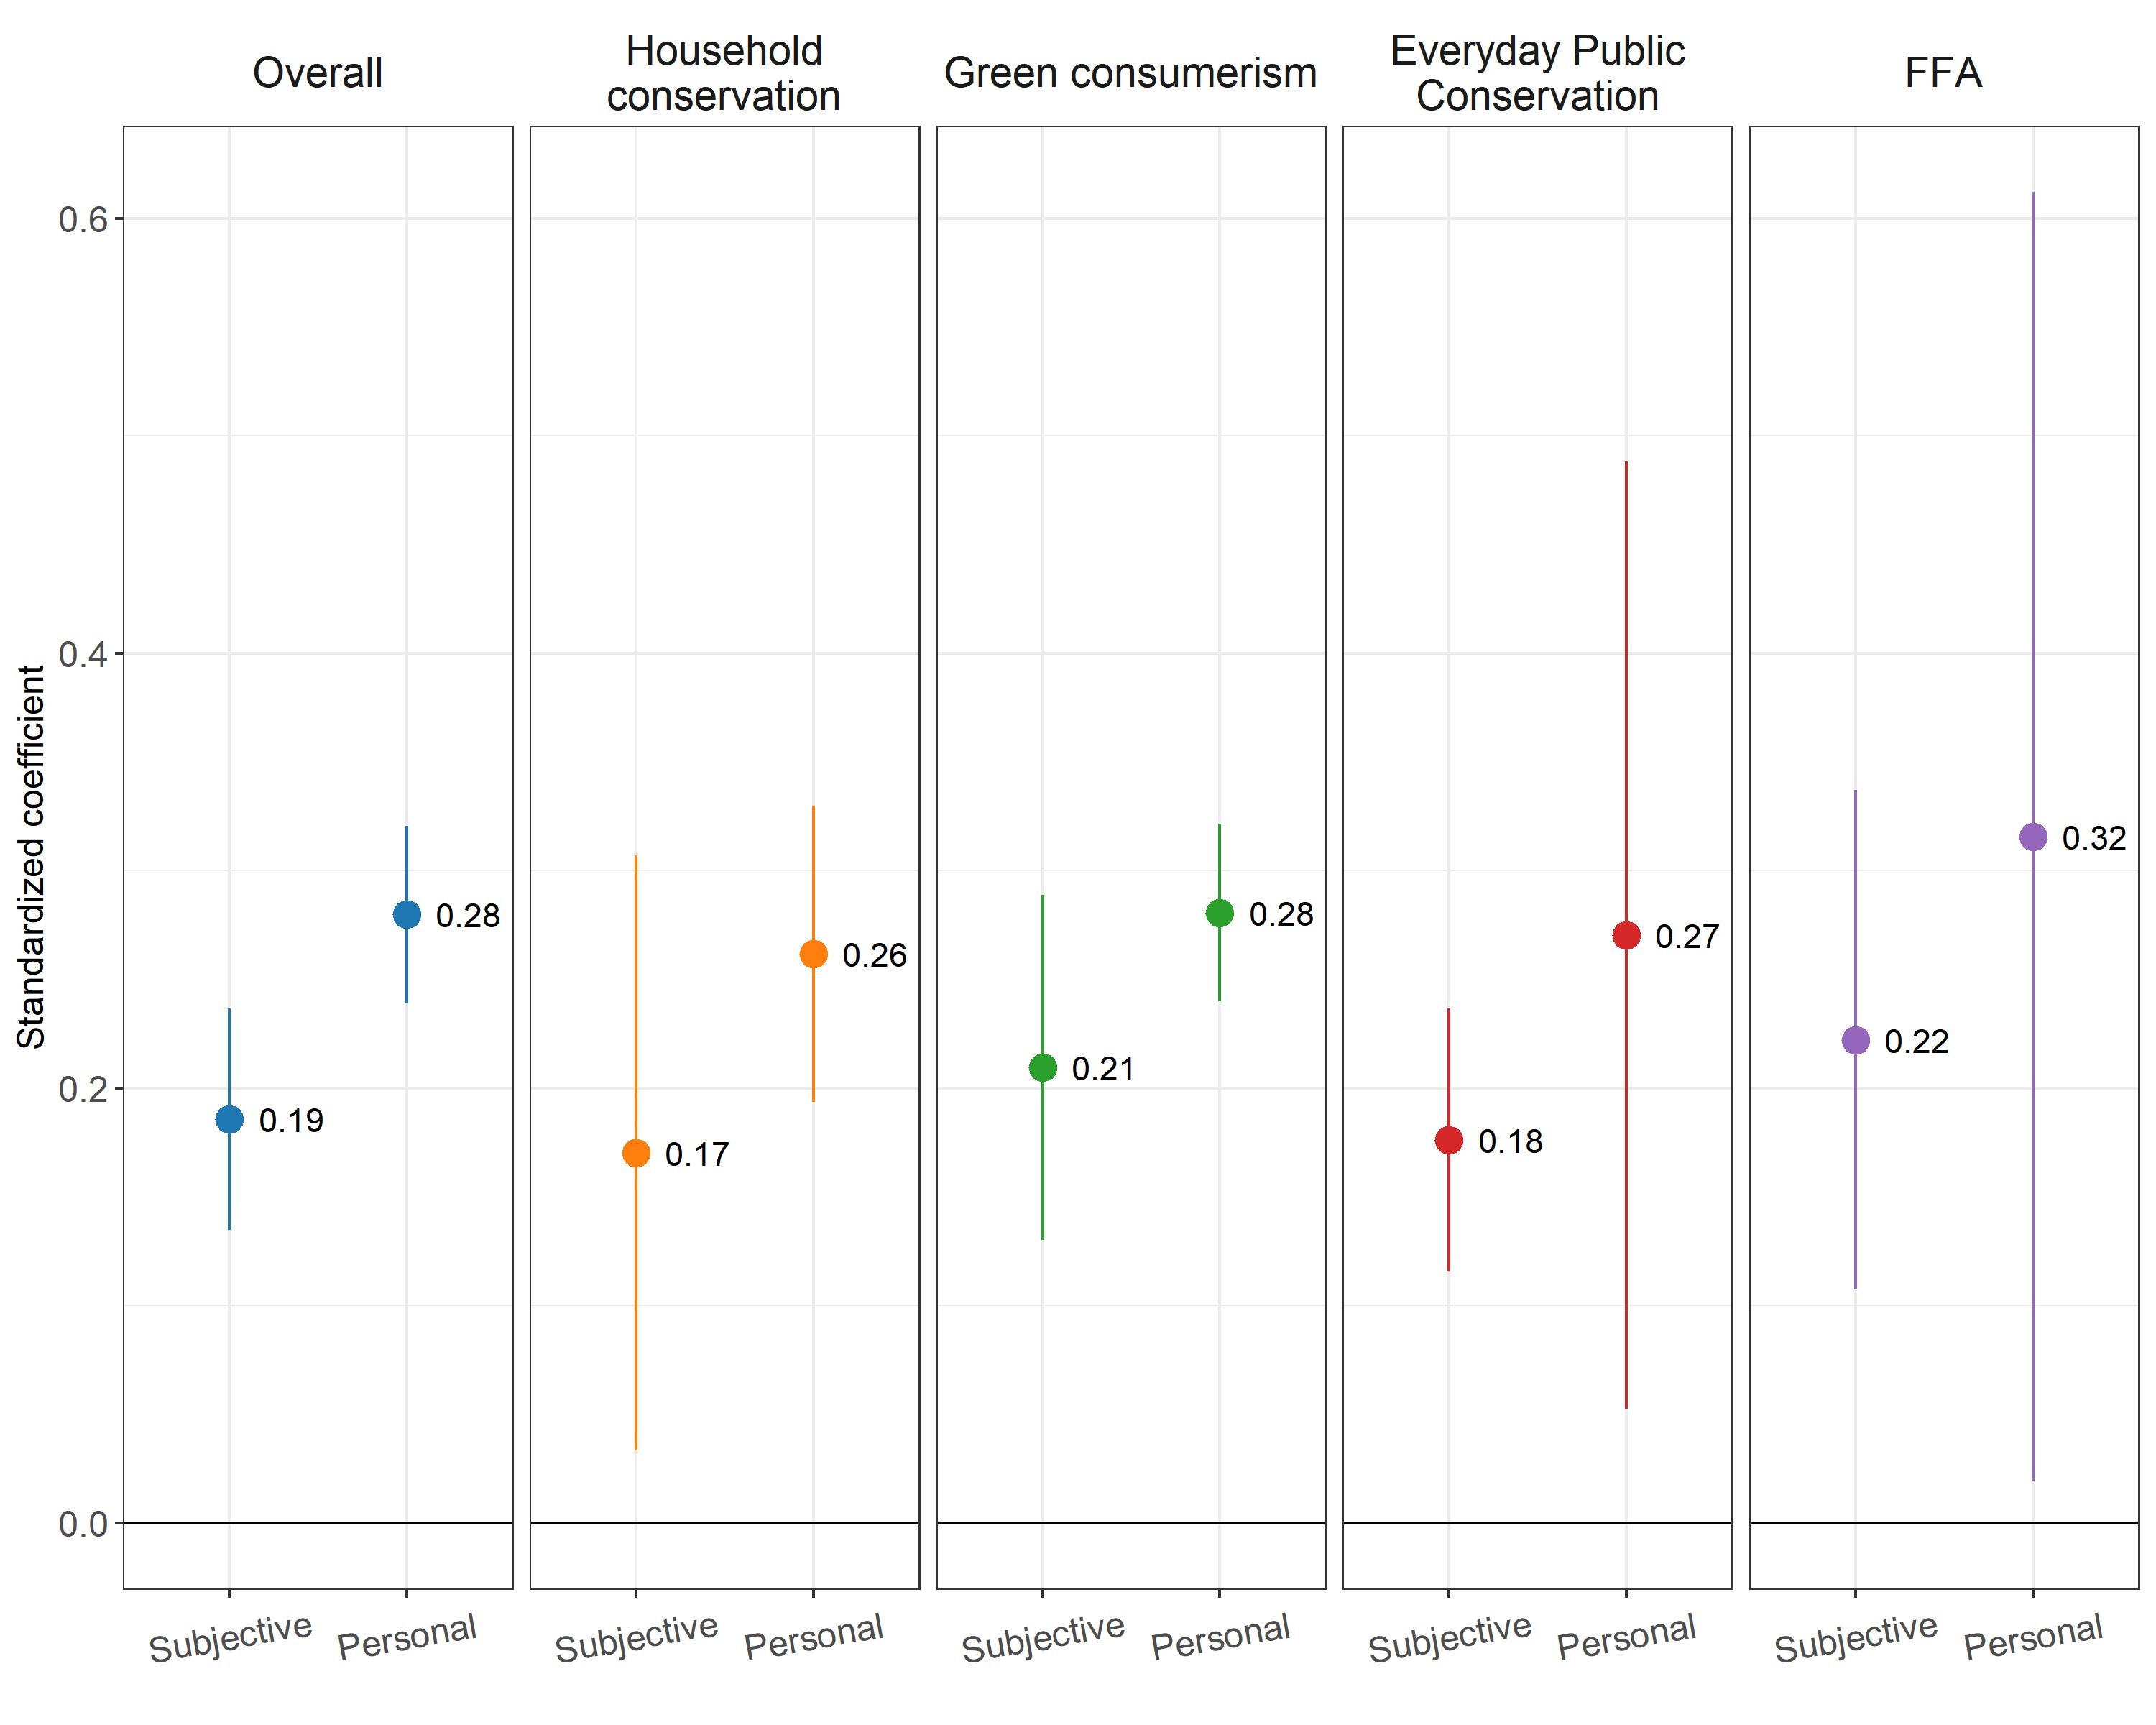 Overall
Household
conservation
Green consumerism
Everyday Public
Conservation
FFA
Standardized coefficient
0.6
0.4
0.2
0.0
0.19
0.28
0.17
0.26
0.21
0.28
0.18
0.27
0.22
0.32
Subjective
Personal
Subjective
Personal
Subjective
Personal
Subjective
Personal
Subjective
Personal